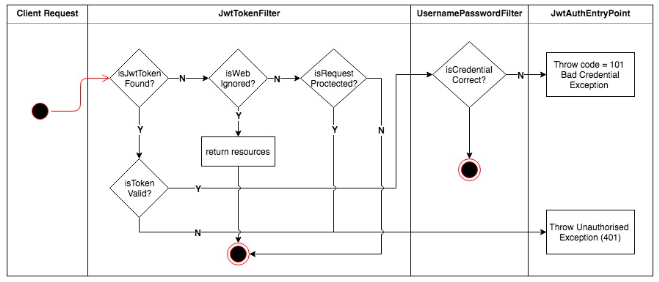 Client Request
JwtTokenFilter
UsernamePasswordFilter
JwtAuthEntryPoint
isJwtToken
Found?
N
isWeb
Ignored?
N
isRequest
Proctected?
isCredential
Correct?
N
Throw code = 101
Bad Credential
Exception
Y
Y
Y
N
return resources
isToken
Valid?
Y
N
Throw Unauthorised
Exception (401)